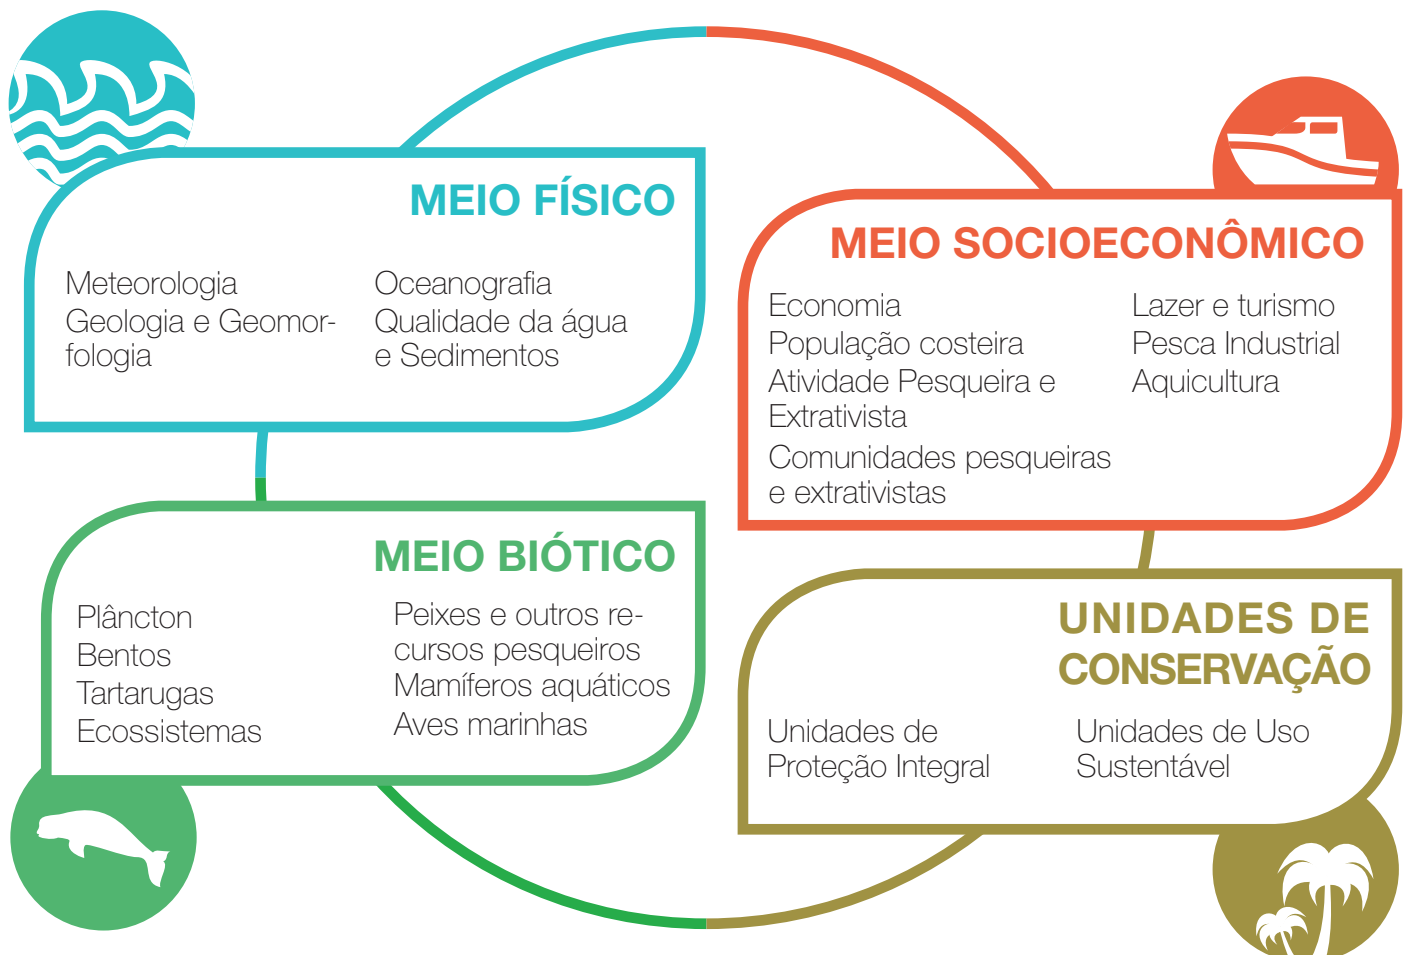 MEIO FÍSICO
Meteorologia
Geologia e Geomor-
fologia
Oceanografia
Qualidade da água
e Sedimentos
MEIO SOCIOECONÔMICO
Economia
População costeira
Atividade Pesqueira e
Extrativista
Comunidades pesqueiras
e extrativistas
Lazer e turismo
Pesca Industrial
Aquicultura
MEIO BIÓTICO
Plâncton
Bentos
Tartarugas
Ecossistemas
Peixes e outros re-
cursos pesqueiros
Mamíferos aquáticos
Aves marinhas
UNIDADES DE
CONSERVAÇÃO
Unidades de
Proteção Integral
Unidades de Uso
Sustentável